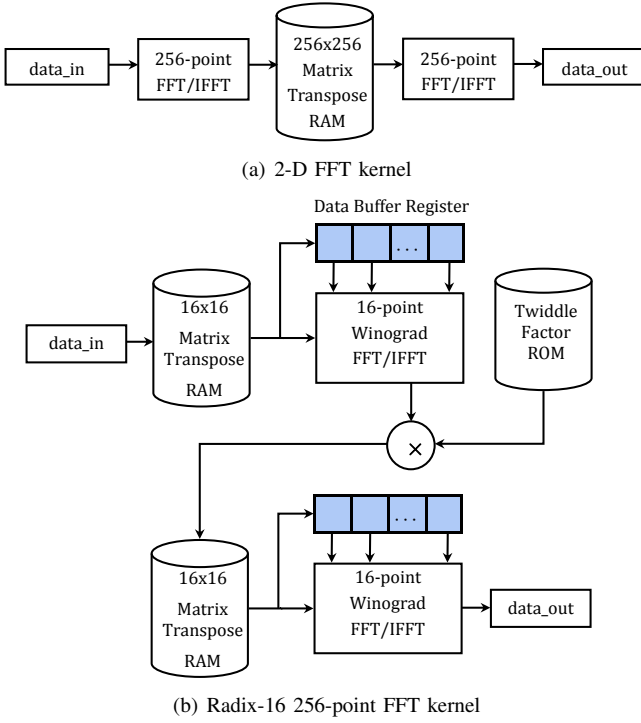 data_in
256-point
FFT/IFFT
256x256
Matrix
Transpose
RAM
256-point
FFT/IFFT
data_out
(a) 2-D FFT kernel
Data Buffer Register
...
data_in
16x16
Matrix
Transpose
RAM
16-point
Winograd
FFT/IFFT
Twiddle
Factor
ROM
×
...
16x16
Matrix
Transpose
RAM
16-point
Winograd
FFT/IFFT
data_out
(b) Radix-16 256-point FFT kernel